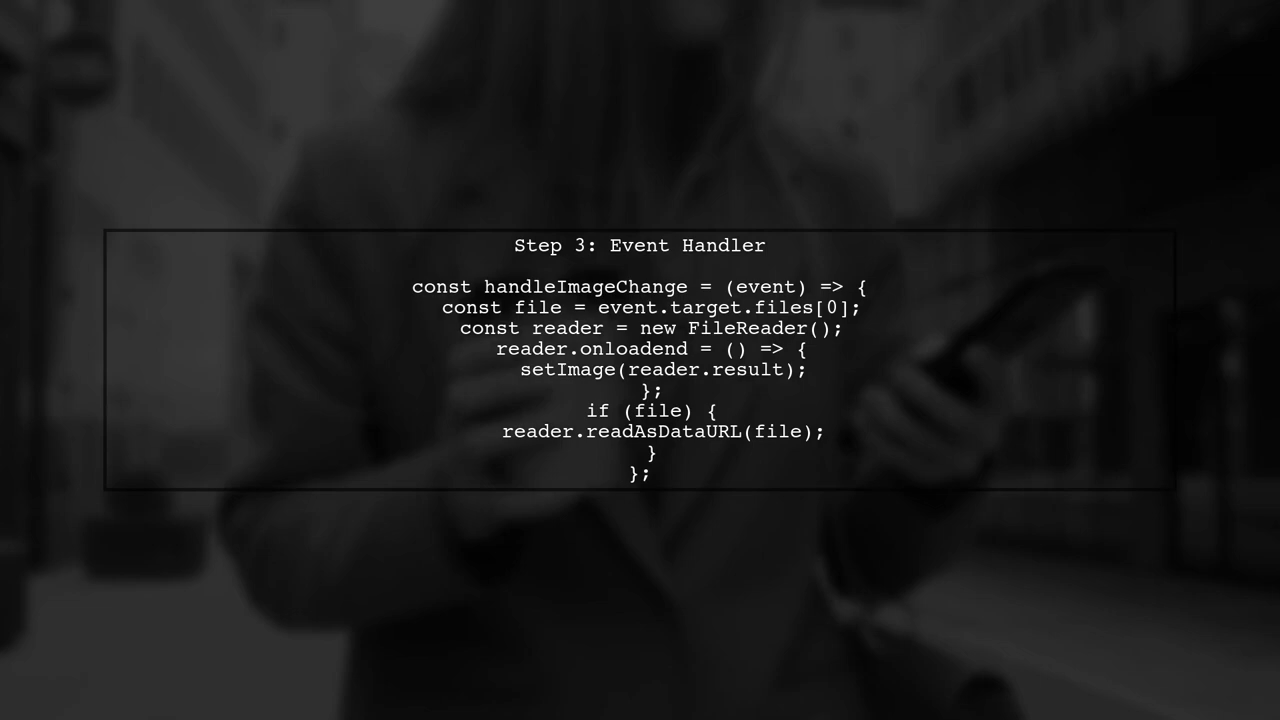 Step 3: Event Handler
const handleImageChange = (event) => {
const file = event.target.files[0];
const reader = new FileReader();
reader.onloadend = () => {
setImage(reader.result);
};
if (file) {
reader.readAsDataURL(file);
}
};